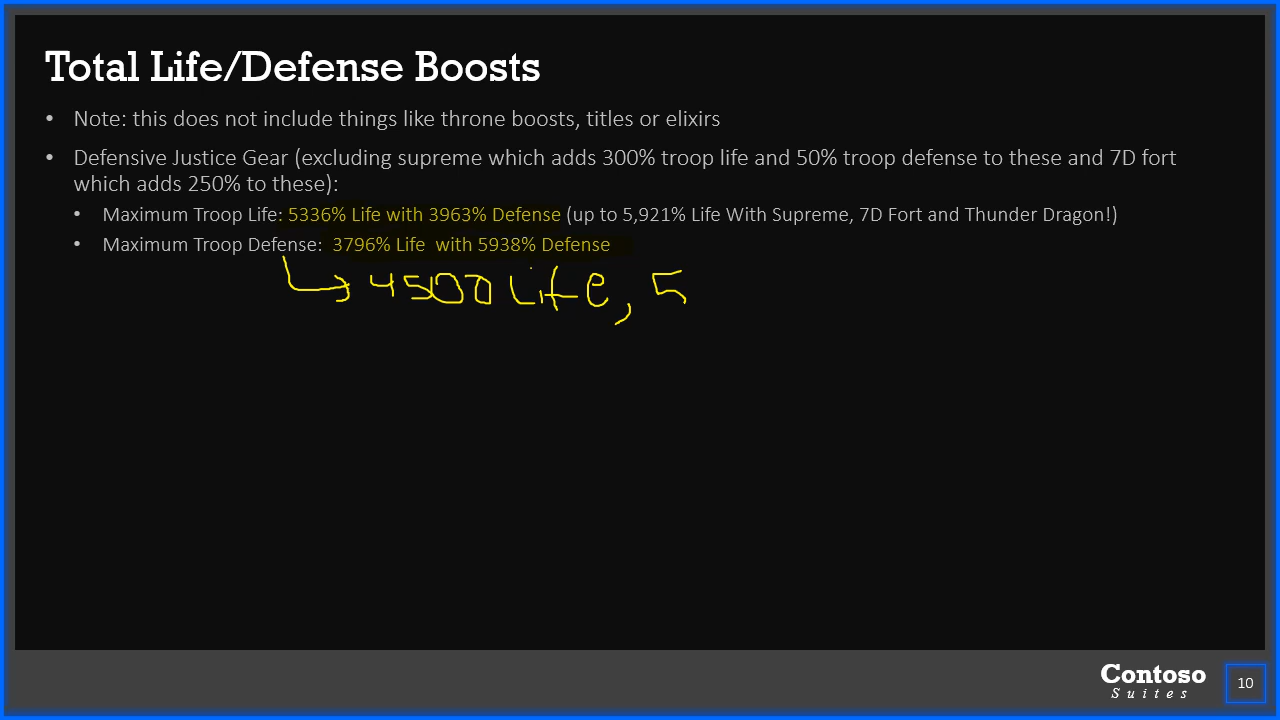 Total Life/Defense Boosts
• Note: this does not include things like throne boosts, titles or elixirs
• Defensive Justice Gear (excluding supreme which adds 300% troop life and 50% troop defense to these and 7D fort
which adds 250% to these):
• Maximum Troop Life: 5336% Life with 3963% Defense (up to 5,921% Life With Supreme, 7D Fort and Thunder Dragon!)
• Maximum Troop Defense: 3796% Life with 5938% Defense
4500 Life, 5
Contoso
Suites
10